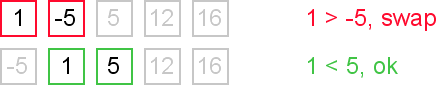 1 -5 5 12 16 1 > -5, swap
-5 1 5 12 16 1 < 5, ok